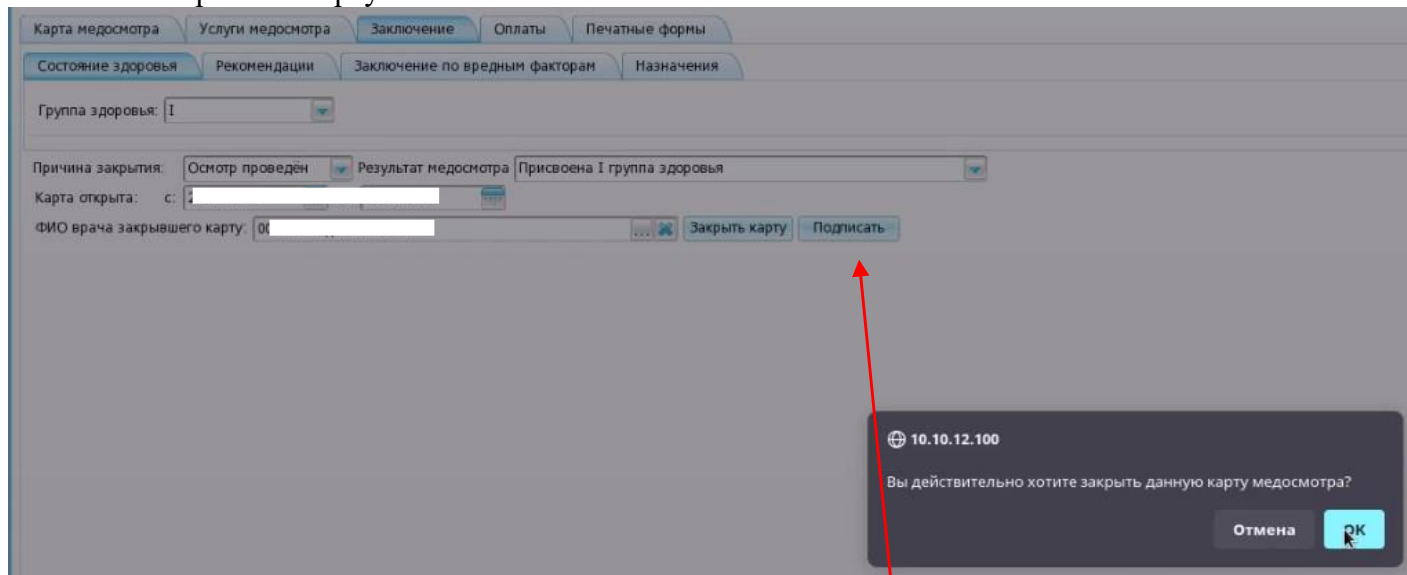 Карта медосмотра Услуги медосмотра Заключение Оплаты Печатные формы
Состояние здоровья Рекомендации Заключение по вредным факторам Назначения
Группа здоровья: I
Причина закрытия: Осмотр проведён Результат медосмотра Присвоена I группа здоровья
Карта открыта: с:
ФИО врача закрывшего карту: 00 ... Закрыть карту Подписать
10.10.12.100
Вы действительно хотите закрыть данную карту медосмотра?
Отмена OK